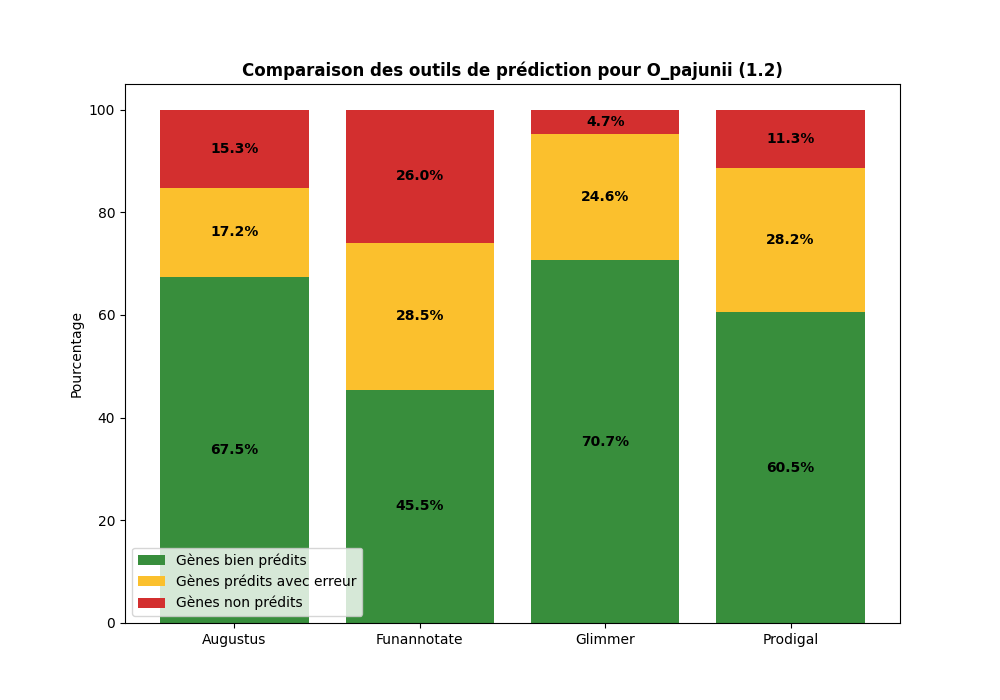 Comparaison des outils de prédiction pour O_pajunii (1.2)
Pourcentage
100
80
60
40
20
0
15.3%
17.2%
67.5%
26.0%
28.5%
45.5%
4.7%
24.6%
70.7%
11.3%
28.2%
60.5%
Gènes bien prédits
Gènes prédits avec erreur
Gènes non prédits
Augustus
Funannotate
Glimmer
Prodigal